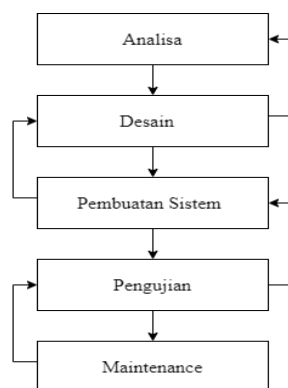 Analisa
Desain
Pembuatan Sistem
Pengujian
Maintenance